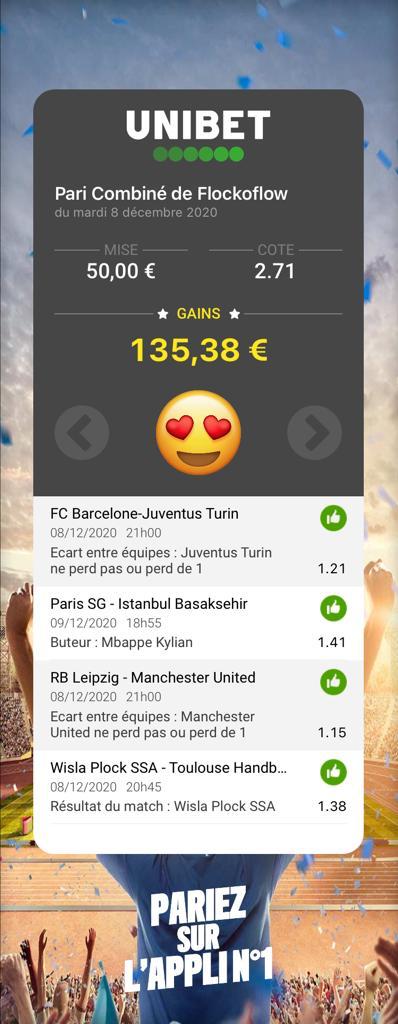 UNIBET
Pari Combiné de Flockoflow
du mardi 8 décembre 2020
MISE
50,00 €
COTE
2.71
GAINS
135,38 €
FC Barcelone-Juventus Turin
08/12/2020 21h00
Ecart entre équipes : Juventus Turin
ne perd pas ou perd de 1
1.21
Paris SG - Istanbul Basaksehir
09/12/2020 18h55
Buteur : Mbappe Kylian
1.41
RB Leipzig - Manchester United
08/12/2020 21h00
Ecart entre équipes : Manchester
United ne perd pas ou perd de 1
1.15
Wisla Plock SSA - Toulouse Handb...
08/12/2020 20h45
Résultat du match : Wisla Plock SSA
1.38
PARIEZ
SUR
L'APPLI N°1